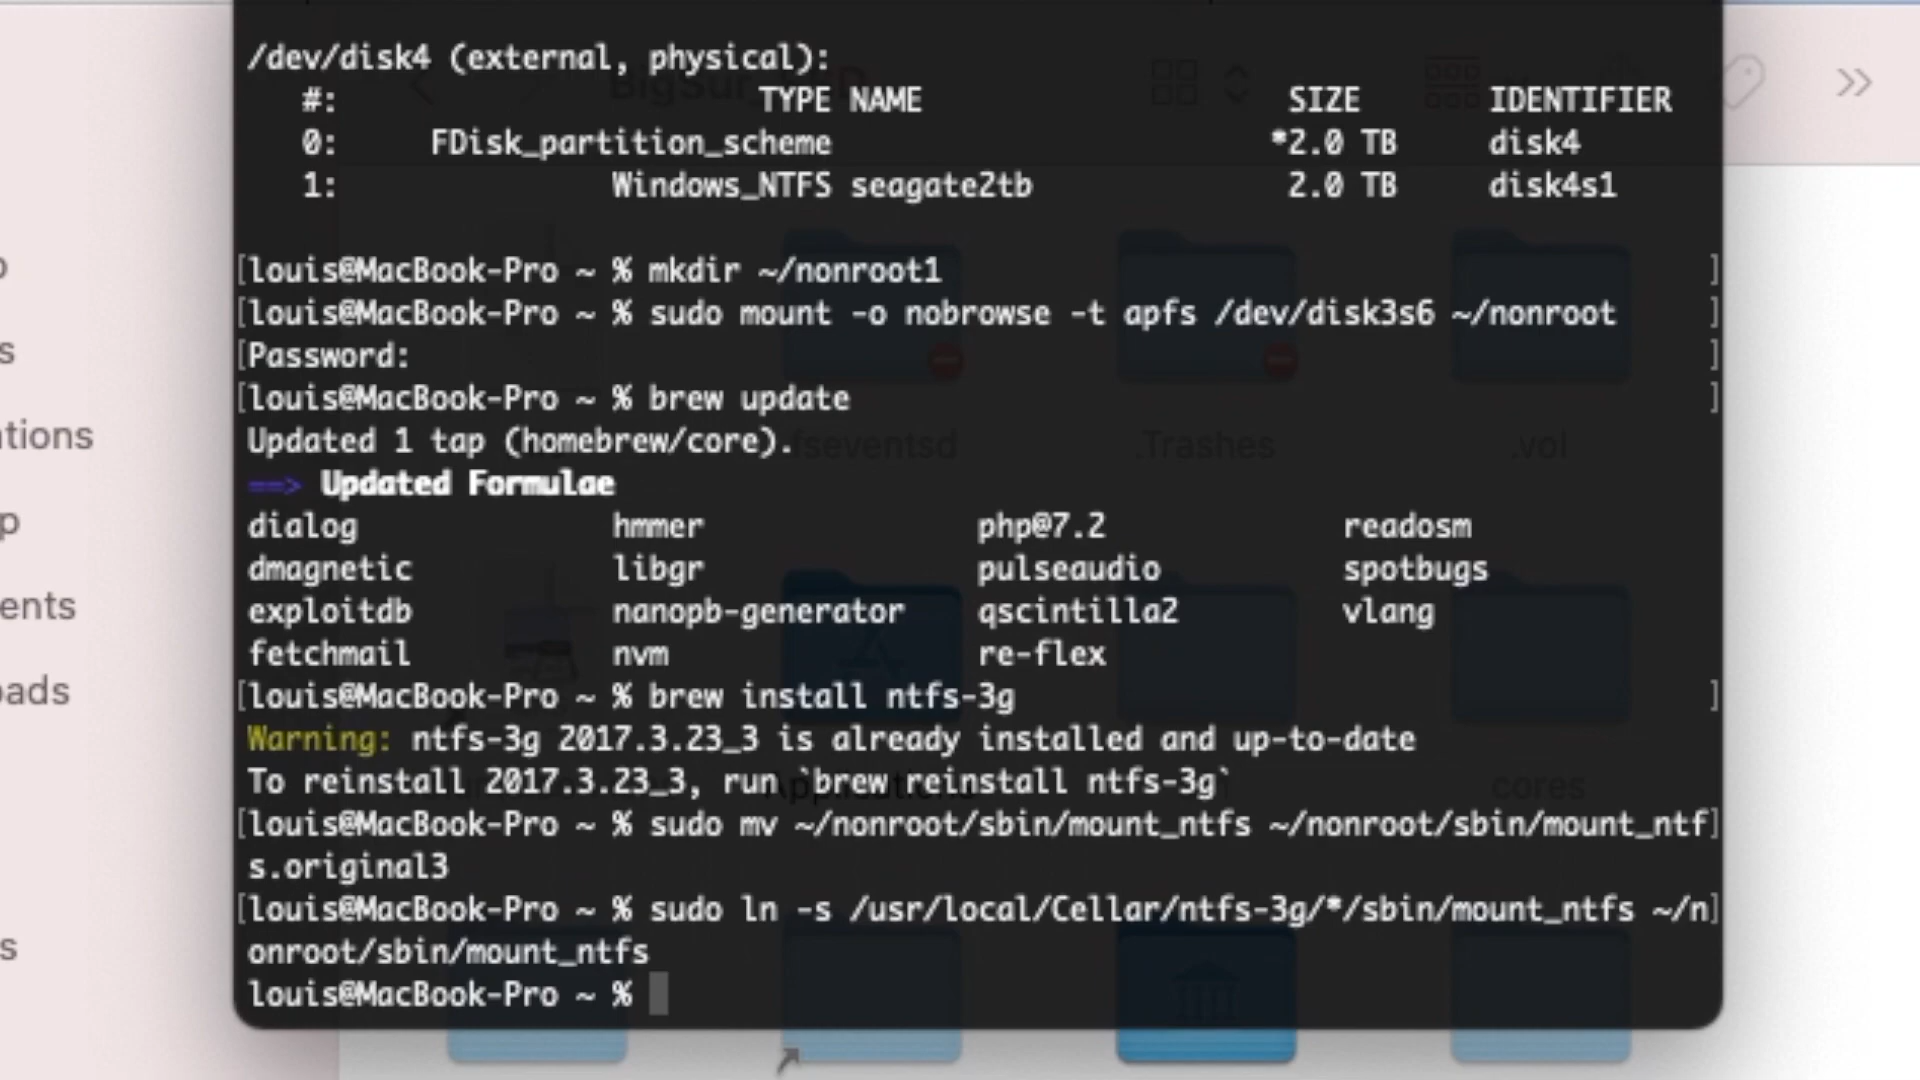 /dev/disk4 (external, physical):
#: TYPE NAME SIZE IDENTIFIER
0: FDisk_partition_scheme *2.0 TB disk4
1: Windows_NTFS seagate2tb 2.0 TB disk4s1
[louis@MacBook-Pro ~ % mkdir ~/nonroot1 ]
[louis@MacBook-Pro ~ % sudo mount -o nobrowse -t apfs /dev/disk3s6 ~/nonroot ]
[Password: ]
[louis@MacBook-Pro ~ % brew update ]
Updated 1 tap (homebrew/core).
==> Updated Formulae
dialog hmmer php@7.2 readosm
dmagnetic libgr pulseaudio spotbugs
exploitdb nanopb-generator qscintilla2 vlang
fetchmail nvm re-flex
[louis@MacBook-Pro ~ % brew install ntfs-3g ]
Warning: ntfs-3g 2017.3.23_3 is already installed and up-to-date
To reinstall 2017.3.23_3, run `brew reinstall ntfs-3g`
[louis@MacBook-Pro ~ % sudo mv ~/nonroot/sbin/mount_ntfs ~/nonroot/sbin/mount_ntf]
s.original3
[louis@MacBook-Pro ~ % sudo ln -s /usr/local/Cellar/ntfs-3g/*/sbin/mount_ntfs ~/n]
onroot/sbin/mount_ntfs
louis@MacBook-Pro ~ %
fseventsd
.Trashes
.vol
Applications
cores